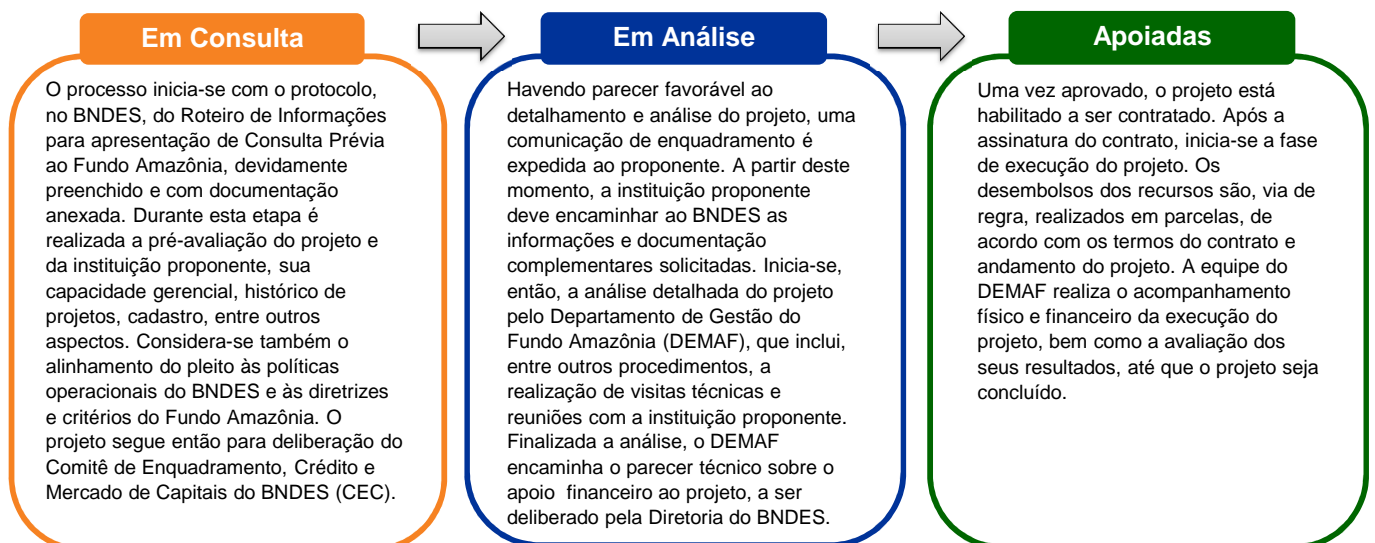 Em Consulta
O processo inicia-se com o protocolo,
no BNDES, do Roteiro de Informações
para apresentação de Consulta Prévia
ao Fundo Amazônia, devidamente
preenchido e com documentação
anexada. Durante esta etapa é
realizada a pré-avaliação do projeto e
da instituição proponente, sua
capacidade gerencial, histórico de
projetos, cadastro, entre outros
aspectos. Considera-se também o
alinhamento do pleito às políticas
operacionais do BNDES e às diretrizes
e critérios do Fundo Amazônia. O
projeto segue então para deliberação do
Comitê de Enquadramento, Crédito e
Mercado de Capitais do BNDES (CEC).
Em Análise
Havendo parecer favorável ao
detalhamento e análise do projeto, uma
comunicação de enquadramento é
expedida ao proponente. A partir deste
momento, a instituição proponente
deve encaminhar ao BNDES as
informações e documentação
complementares solicitadas. Inicia-se,
então, a análise detalhada do projeto
pelo Departamento de Gestão do
Fundo Amazônia (DEMAF), que inclui,
entre outros procedimentos, a
realização de visitas técnicas e
reuniões com a instituição proponente.
Finalizada a análise, o DEMAF
encaminha o parecer técnico sobre o
apoio financeiro ao projeto, a ser
deliberado pela Diretoria do BNDES.
Apoiadas
Uma vez aprovado, o projeto está
habilitado a ser contratado. Após a
assinatura do contrato, inicia-se a fase
de execução do projeto. Os
desembolsos dos recursos são, via de
regra, realizados em parcelas, de
acordo com os termos do contrato e
andamento do projeto. A equipe do
DEMAF realiza o acompanhamento
físico e financeiro da execução do
projeto, bem como a avaliação dos
seus resultados, até que o projeto seja
concluído.